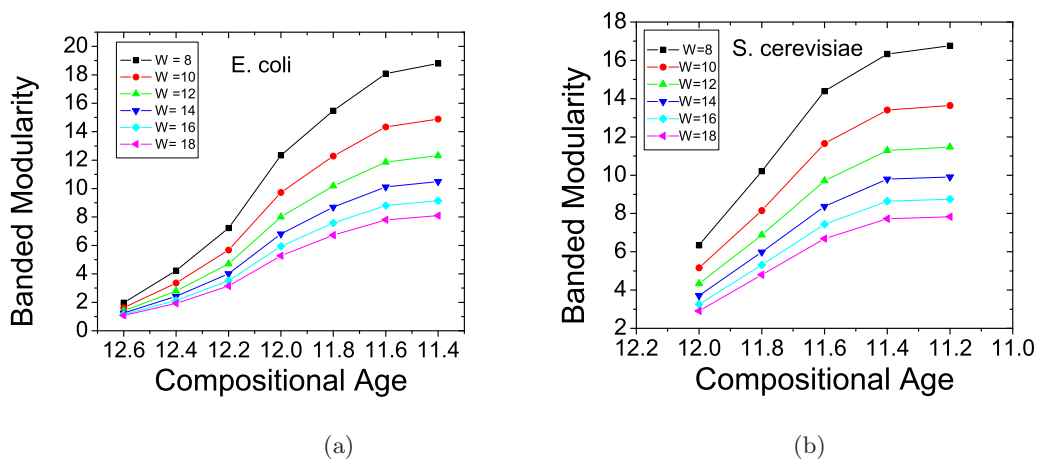 E. coli
W = 8
W =10
W =12
W= 14
W= 16
W= 18
Banded Modularity
20
18
16
14
12
10
8
6
4
2
0
12.6 12.4 12.2 12.0 11.8 11.6 11.4
Compositional Age
(a)
S. cerevisiae
W=8
W=10
W=12
W=14
W=16
W=18
Banded Modularity
18
16
14
12
10
8
6
4
2
12.2 12.0 11.8 11.6 11.4 11.2 11.0
Compositional Age
(b)